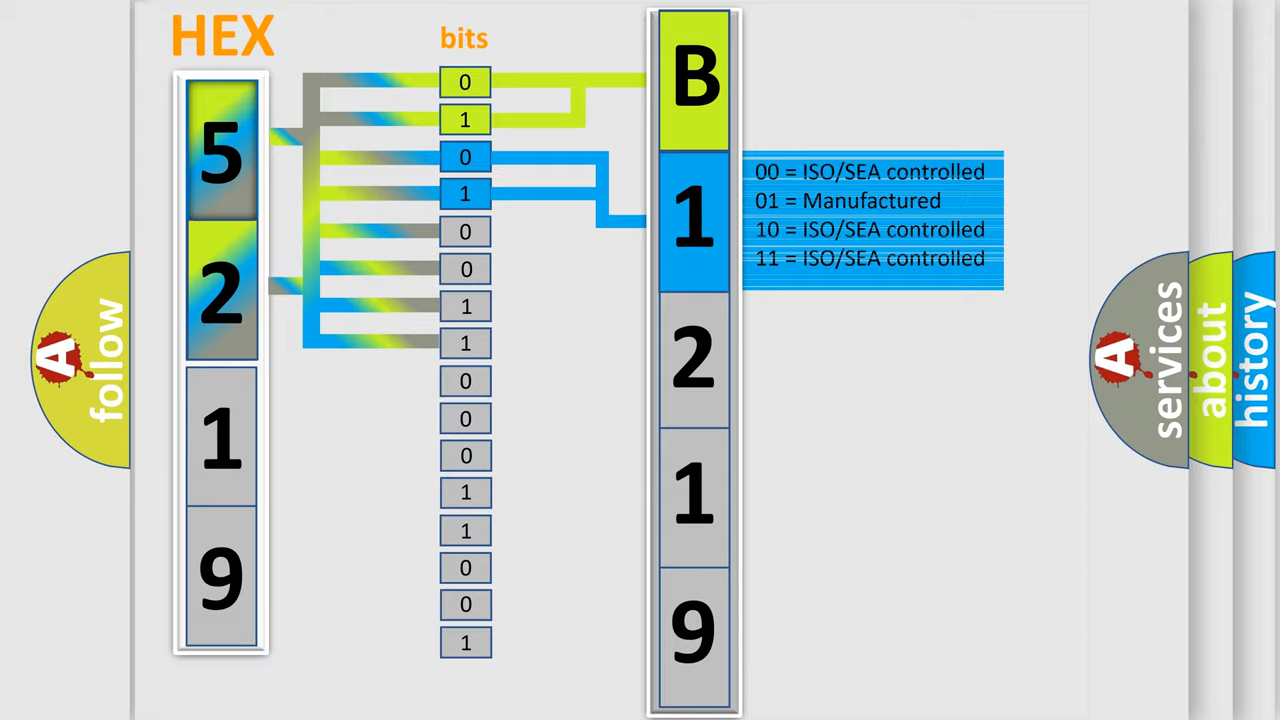 HEX
bits
5
2
1
9
0
1
0
1
0
0
1
1
0
0
0
1
1
0
0
1
B
1
2
1
9
00 = ISO/SEA controlled
01 = Manufactured
10 = ISO/SEA controlled
11 = ISO/SEA controlled
A
follow
A
services
about
history